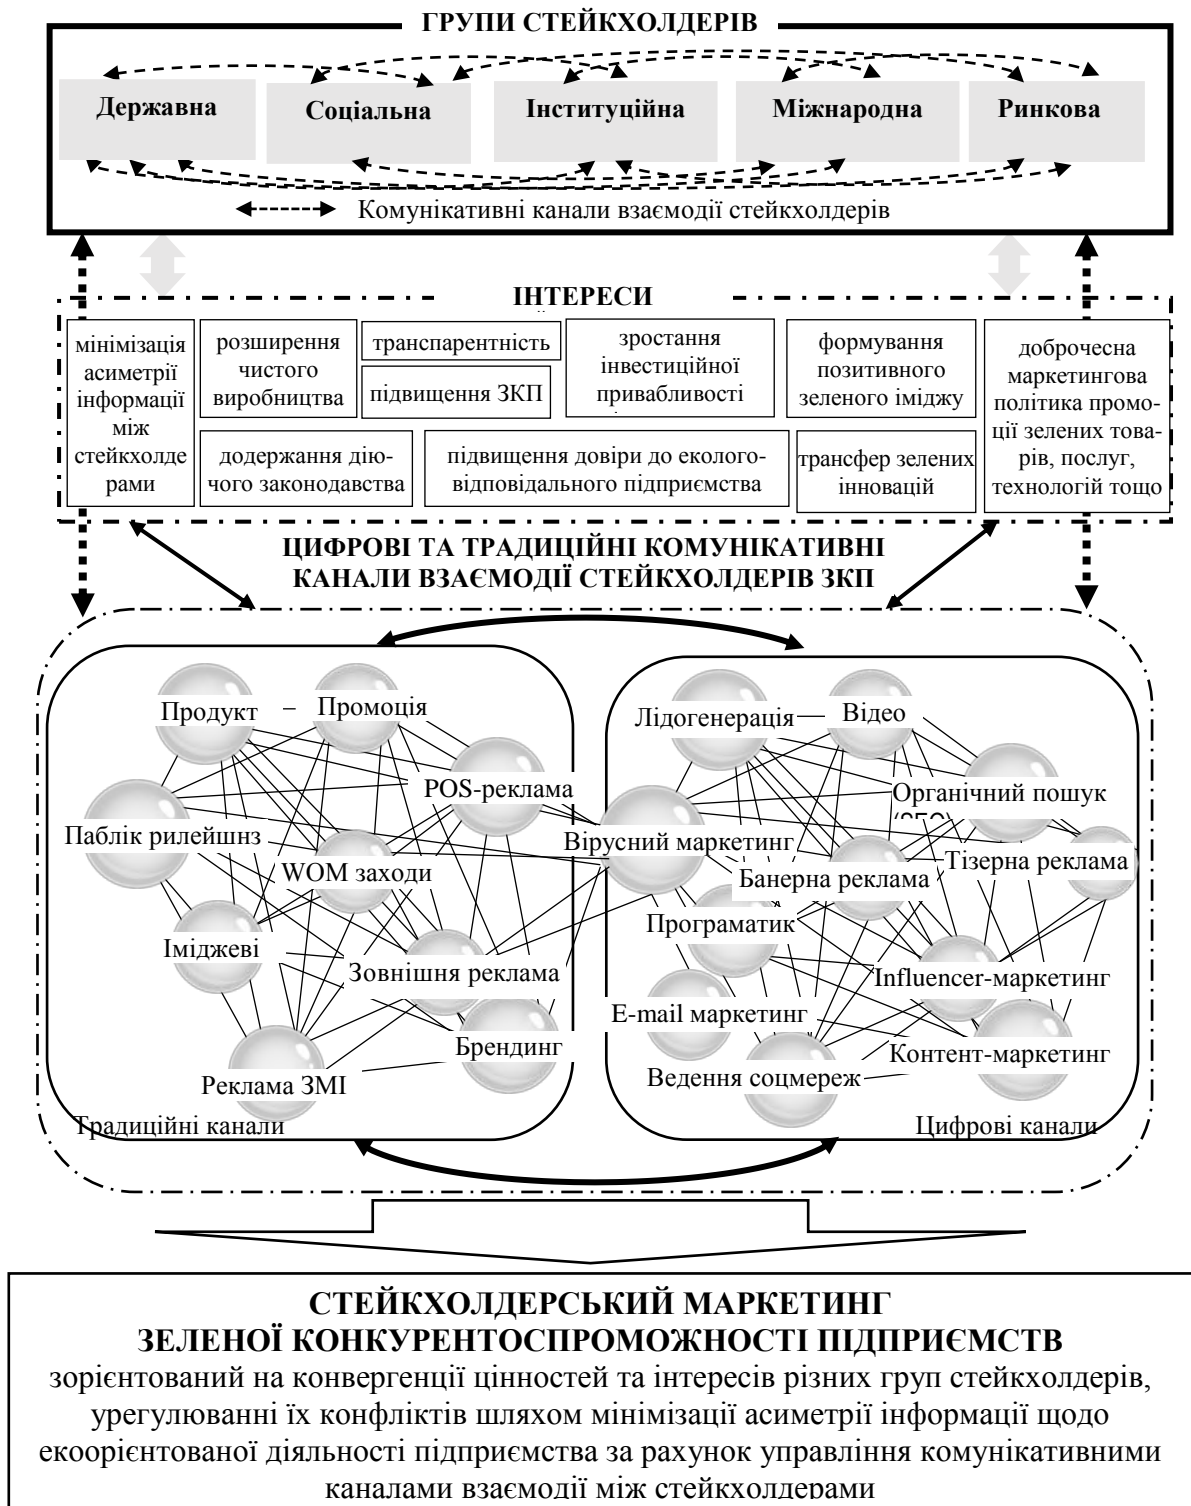 ГРУПИ СТЕЙКХОЛДЕРІВ
Державна
Соціальна
Інституційна
Міжнародна
Ринкова
Комунікативні канали взаємодії стейкхолдерів
ІНТЕРЕСИ
мінімізація
асиметрії
інформації
між
стейкхолде
рами
розширення
чистого
виробництва
транспарентність
підвищення ЗКП
зростання
інвестиційної
привабливості
формування
позитивного
зеленого іміджу
доброчесна
маркетингова
політика промо-
ції зелених това-
рів, послуг,
технологій тощо
додержання дію-
чого законодавства
підвищення довіри до еколого-
відповідального підприємства
трансфер зелених
інновацій
ЦИФРОВІ ТА ТРАДИЦІЙНІ КОМУНІКАТИВНІ
КАНАЛИ ВЗАЄМОДІЇ СТЕЙКХОЛДЕРІВ ЗКП
Продукт –
Промоція
POS-реклама
Паблік рилейшнз
WOM заходи
Іміджеві
Зовнішня реклама
Брендинг
Реклама ЗМІ
Традиційні канали
Лідогенерація
Відео
Органічний пошук
(SEO)
Вірусний маркетинг
Тізерна реклама
Банерна реклама
Програматик
Influencer-маркетинг
E-mail маркетинг
Контент-маркетинг
Ведення соцмереж
Цифрові канали
СТЕЙКХОЛДЕРСЬКИЙ МАРКЕТИНГ
ЗЕЛЕНОЇ КОНКУРЕНТОСПРОМОЖНОСТІ ПІДПРИЄМСТВ
зорієнтований на конвергенції цінностей та інтересів різних груп стейкхолдерів,
урегулюванні їх конфліктів шляхом мінімізації асиметрії інформації щодо
екоорієнтованої діяльності підприємства за рахунок управління комунікативними
каналами взаємодії між стейкхолдерами